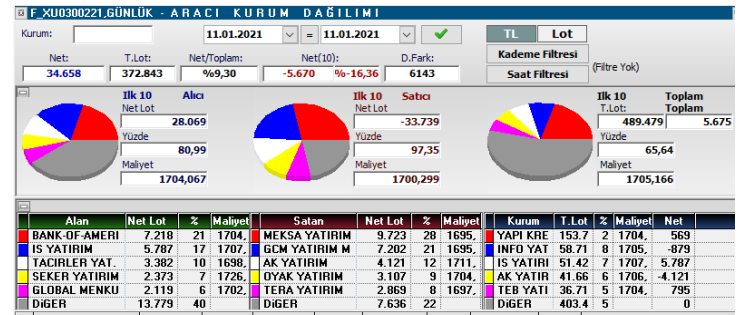 F_XU0300221,GÜNLÜK - ARACI KURUM DAĞILIMI
Kurum: 11.01.2021 = 11.01.2021 TL Lot
Net: T.Lot: Net/Toplam: Net(10): D.Fark: Kademe Filtresi
34.658 372.843 %9,30 -5.670 %-16,36 6143 Saat Filtresi (Filtre Yok)
Ilk 10 Alıcı Ilk 10 Satıcı Ilk 10 Toplam
Net Lot Net Lot T.Lot: Toplam
28.069 -33.739 489.479 5.675
Yüzde Yüzde Yüzde
80,99 97,35 65,64
Maliyet Maliyet Maliyet
1704,067 1700,299 1705,166
Alan Net Lot % Maliyet Satan Net Lot % Maliyet Kurum T.Lot % Maliyet Net
BANK-OF-AMERI 7.218 21 1704, MEKSA YATIRIM 9.723 28 1695, YAPI KRE 153.7 2 1704, 569
IS YATIRIM 5.787 17 1707, GCM YATIRIM M 7.202 21 1695, INFO YAT 58.71 8 1705, -879
TACIRLER YAT. 3.382 10 1698, AK YATIRIM 4.121 12 1711, IS YATIRI 51.42 7 1707, 5.787
SEKER YATIRIM 2.373 7 1726, OYAK YATIRIM 3.107 9 1704, AK YATIR 41.66 6 1706, -4.121
GLOBAL MENKU 2.119 6 1702, TERA YATIRIM 2.869 8 1697, TEB YATI 36.71 5 1704, 795
DiGER 13.779 40 DiGER 7.636 22 DiGER 403.4 5 0